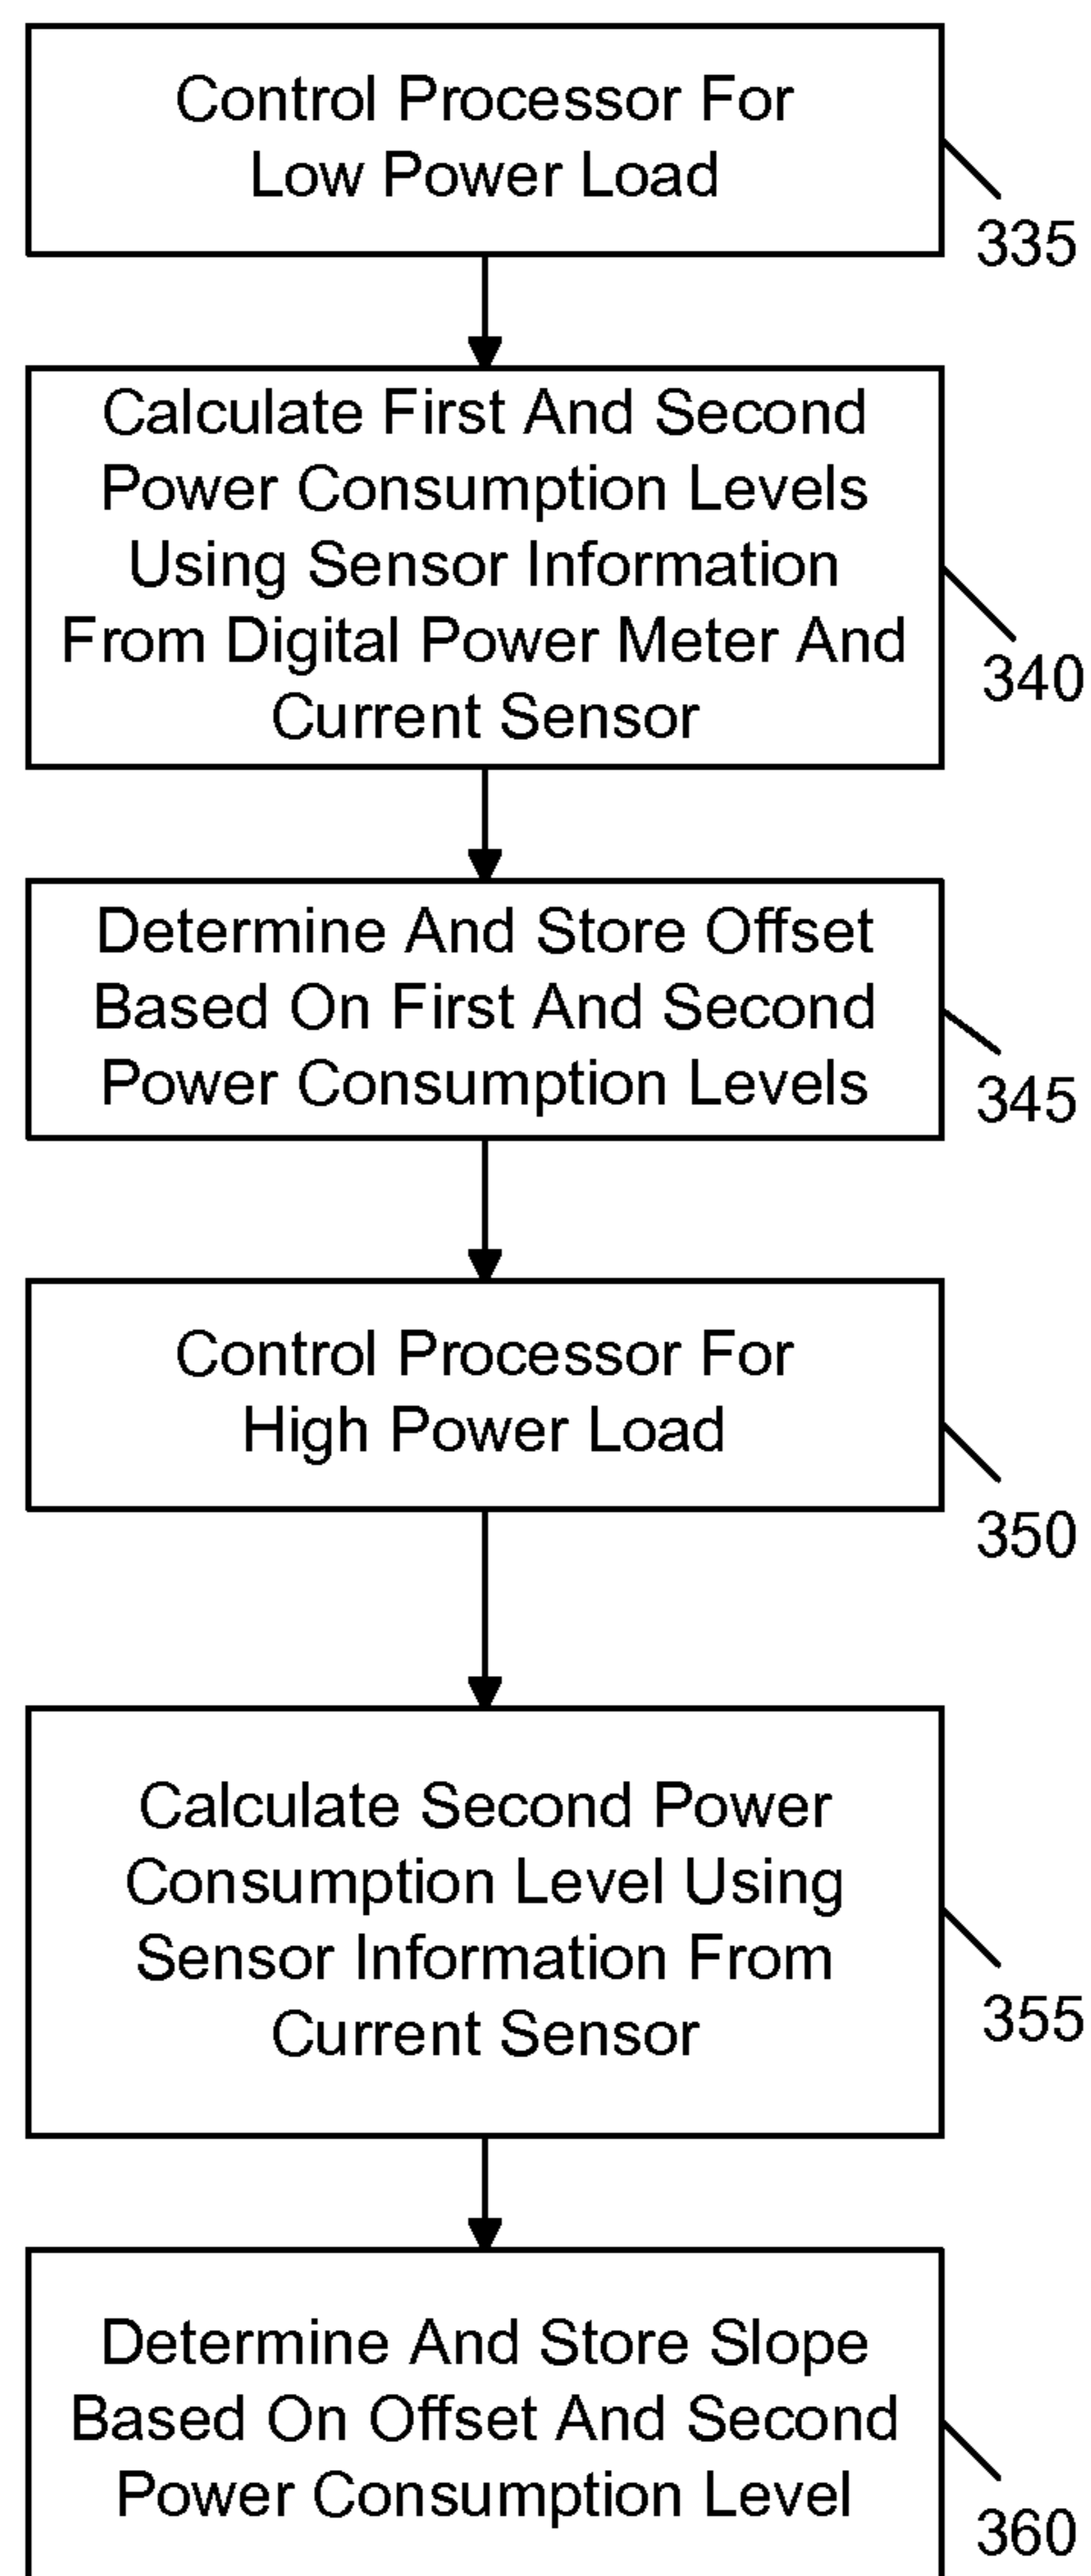 Control Processor For
Low Power Load
335
Calculate First And Second
Power Consumption Levels
Using Sensor Information
From Digital Power Meter And
Current Sensor
340
Determine And Store Offset
Based On First And Second
Power Consumption Levels
345
Control Processor For
High Power Load
350
Calculate Second Power
Consumption Level Using
Sensor Information From
Current Sensor
355
Determine And Store Slope
Based On Offset And Second
Power Consumption Level
360